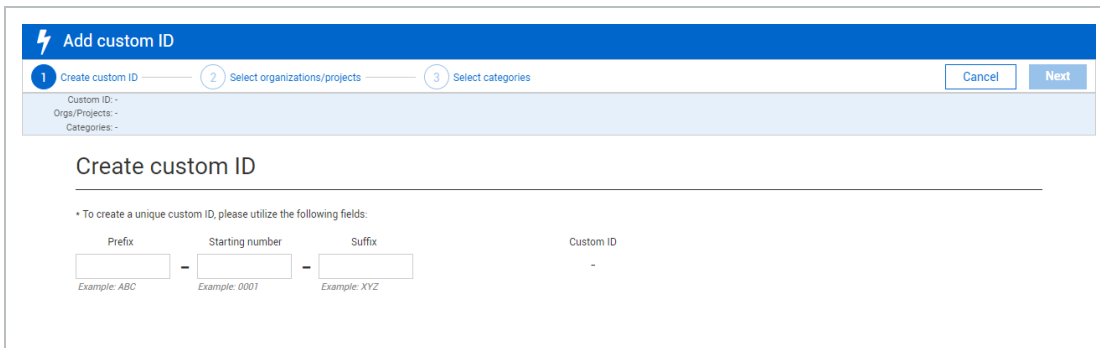 Add custom ID
1 Create custom ID 2 Select organizations/projects 3 Select categories Cancel Next
Custom ID: -
Orgs/Projects: -
Categories: -
Create custom ID
* To create a unique custom ID, please utilize the following fields:
Prefix Starting number Suffix Custom ID
– – -
Example: ABC Example: 0001 Example: XYZ